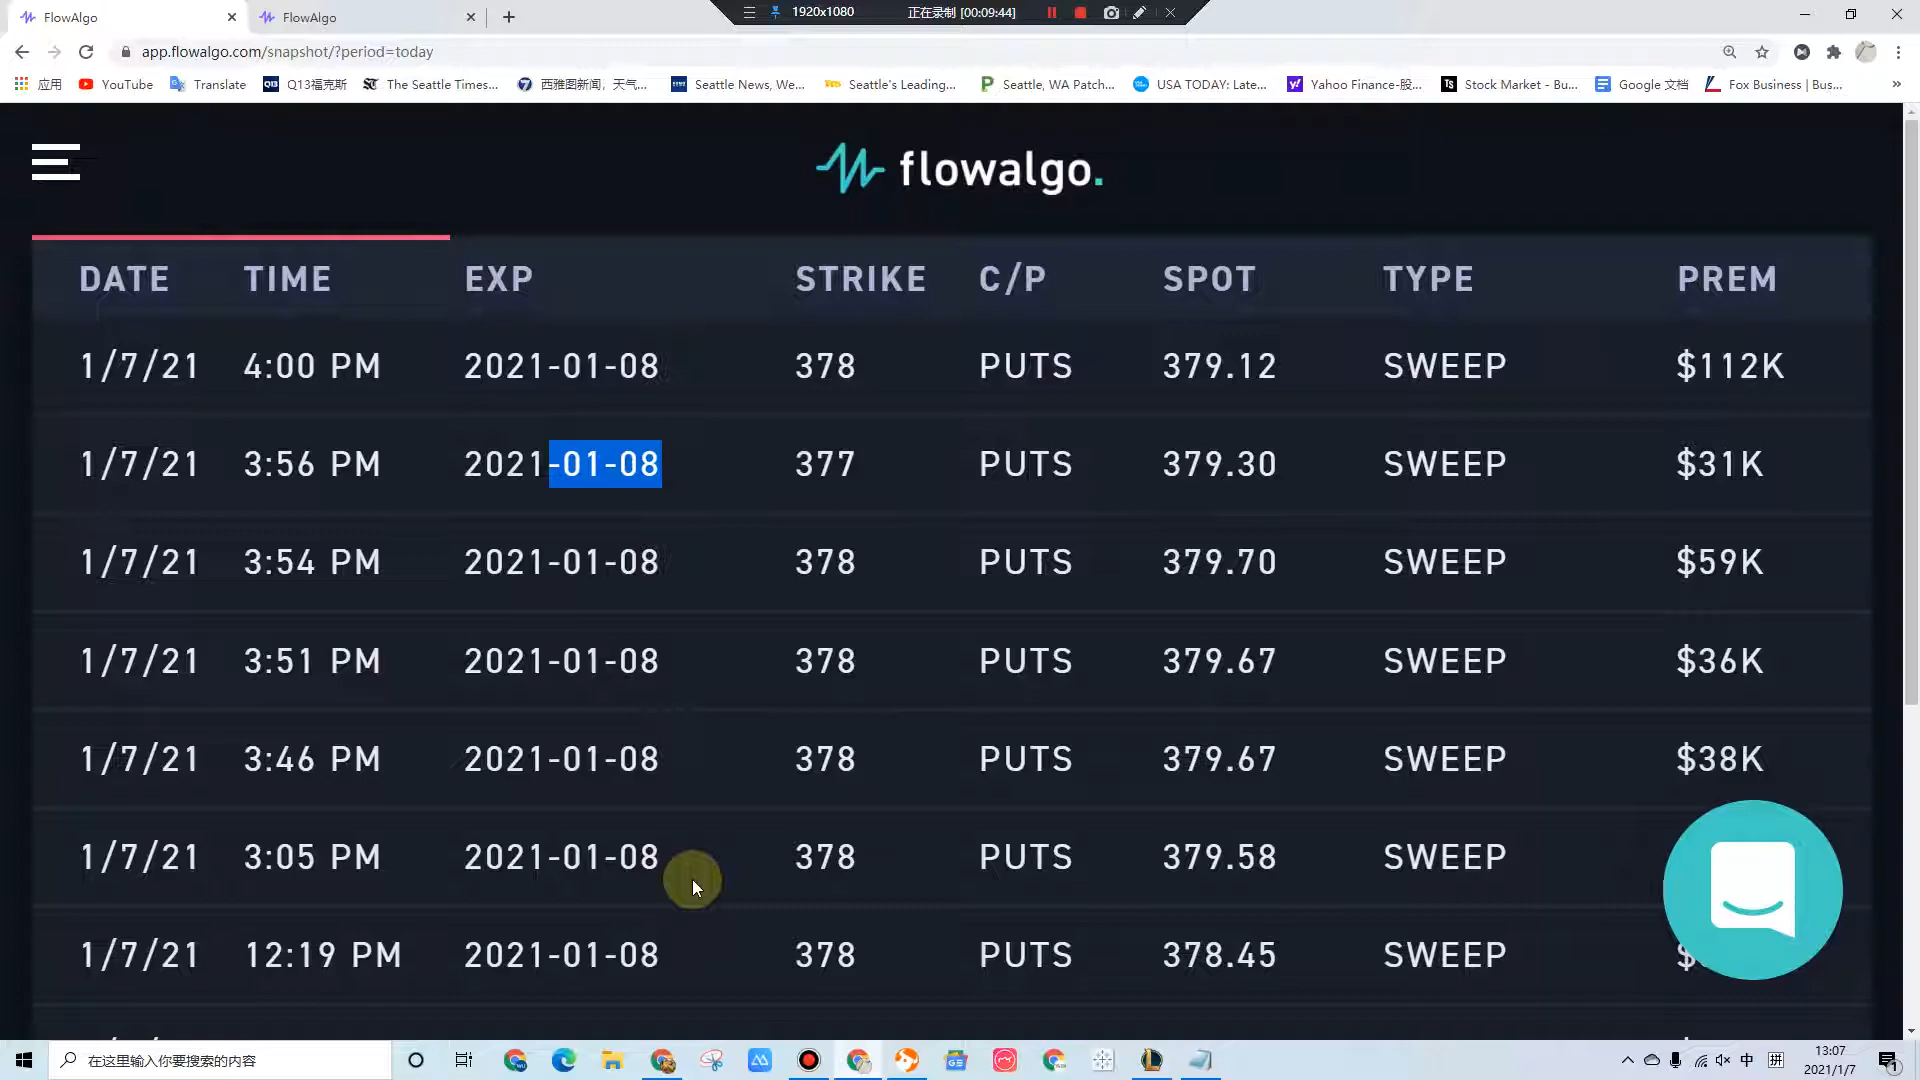 FlowAlgo
FlowAlgo
1920x1080
正在录制 [00:09:44]
app.flowalgo.com/snapshot/?period=today
应用
YouTube
Translate
Q13福克斯
The Seattle Times...
西雅图新闻，天气...
Seattle News, We...
Seattle's Leading...
Seattle, WA Patch...
USA TODAY: Late...
Yahoo Finance-股...
Stock Market - Bu...
Google 文档
Fox Business | Bus...
flowalgo.
DATE TIME EXP STRIKE C/P SPOT TYPE PREM
1/7/21 4:00 PM 2021-01-08 378 PUTS 379.12 SWEEP $112K
1/7/21 3:56 PM 2021-01-08 377 PUTS 379.30 SWEEP $31K
1/7/21 3:54 PM 2021-01-08 378 PUTS 379.70 SWEEP $59K
1/7/21 3:51 PM 2021-01-08 378 PUTS 379.67 SWEEP $36K
1/7/21 3:46 PM 2021-01-08 378 PUTS 379.67 SWEEP $38K
1/7/21 3:05 PM 2021-01-08 378 PUTS 379.58 SWEEP
1/7/21 12:19 PM 2021-01-08 378 PUTS 378.45 SWEEP
在这里输入你要搜索的内容
中
拼
13:07
2021/1/7